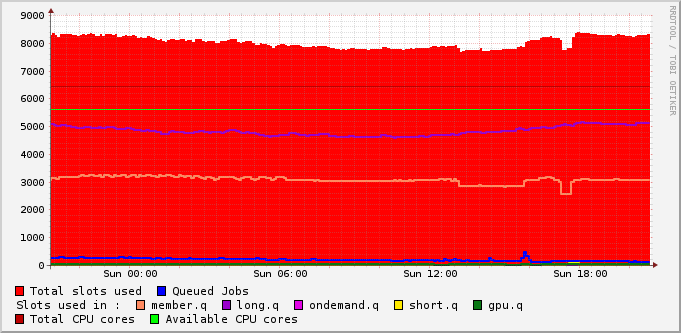 9000
8000
7000
6000
5000
4000
3000
2000
1000
0
Sun 00:00 Sun 06:00 Sun 12:00 Sun 18:00
Total slots used Queued Jobs
Slots used in : member.q long.q ondemand.q short.q gpu.q
Total CPU cores Available CPU cores
RRDTOOL / TOBI OETIKER